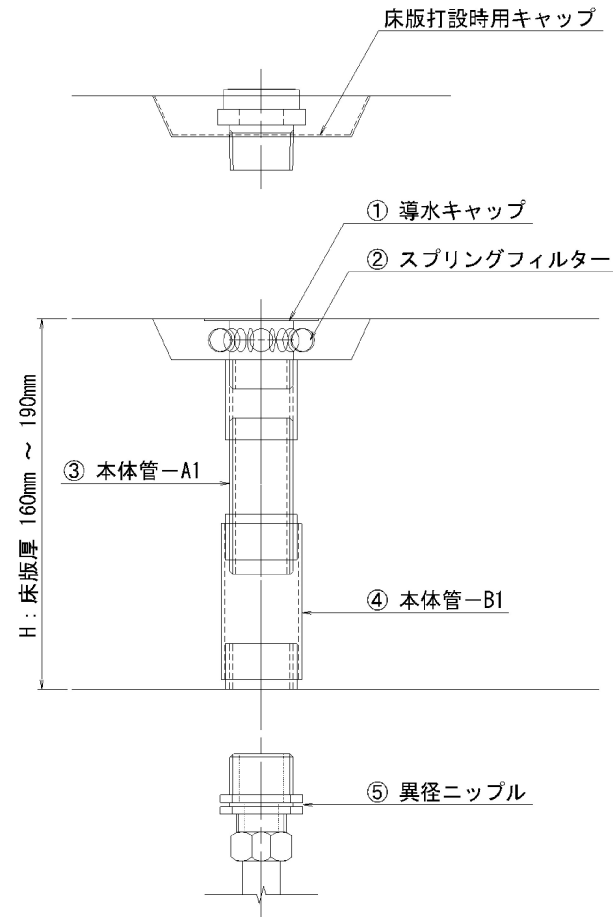 床版打設時用キャップ
① 導水キャップ
② スプリングフィルター
③ 本体管－A1
H：床版厚 160mm ～ 190mm
④ 本体管－B1
⑤ 異径ニップル